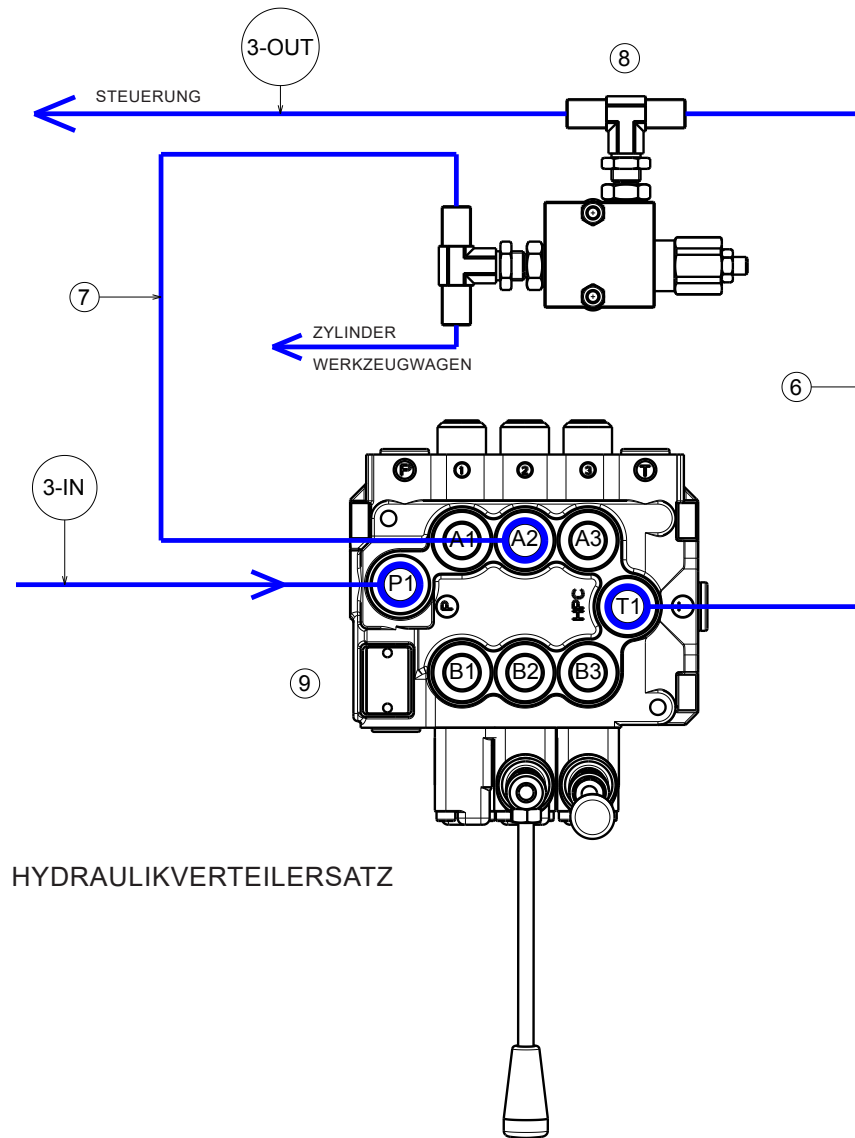 3-OUT
8
STEUERUNG
7
ZYLINDER
WERKZEUGWAGEN
6
P 1 2 3 T
3-IN
A1 A2 A3
P1
P
HPC
T1
B1 B2 B3
9
HYDRAULIKVERTEILERSATZ